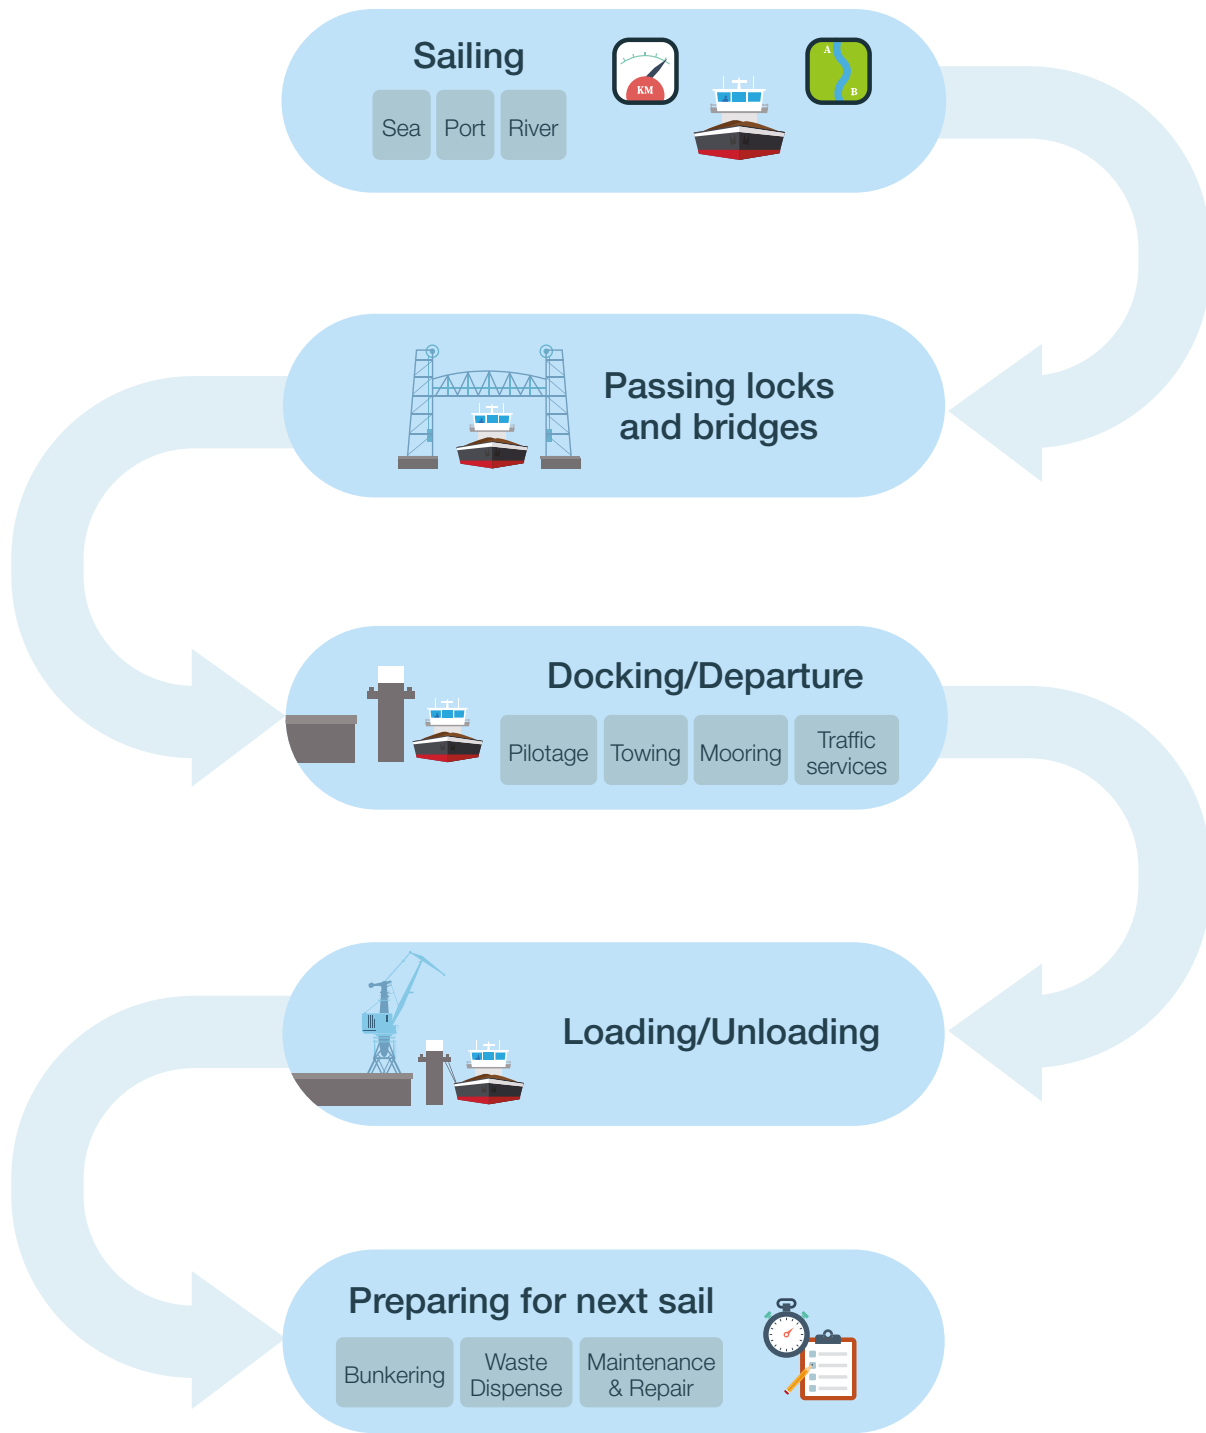 Sailing
Sea
Port
River
KM
A
B
Passing locks
and bridges
Docking/Departure
Pilotage
Towing
Mooring
Traffic
services
Loading/Unloading
Preparing for next sail
Bunkering
Waste
Dispense
Maintenance
& Repair